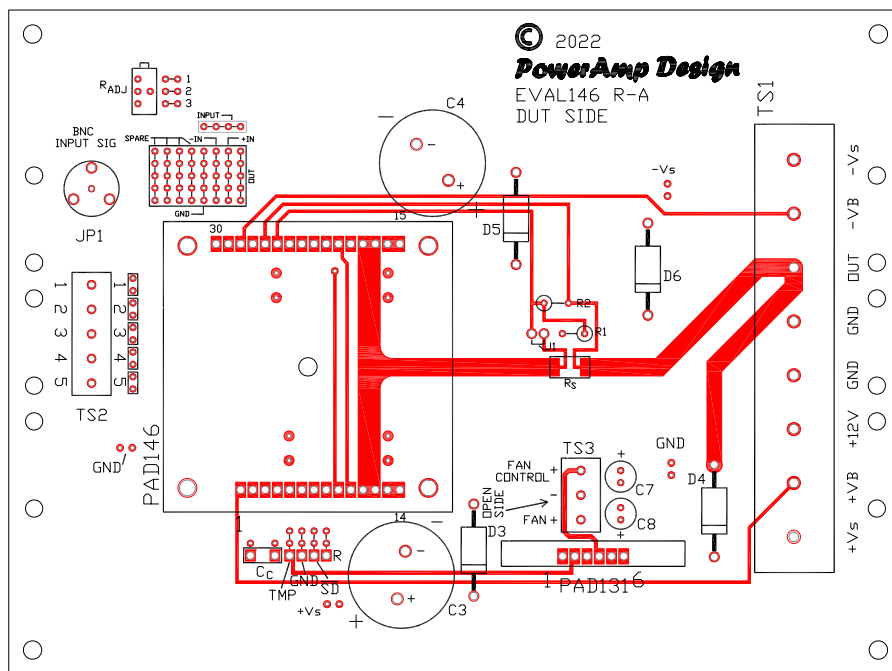 © 2022
PowerAmp Design
EVAL146 R-A
DUT SIDE
TS1
RADJ
1
2
3
INPUT
SPARE
-IN
+IN
OUT
GND
BNC
INPUT SIG
JP1
C4
-
-
+
+
-Vs
30
15
D5
D6
R2
R1
J1
Rs
1
2
3
4
5
1
2
3
4
5
TS2
GND
PAD146
1
14
-Vs
-VB
OUT
GND
GND
+12V
+VB
+Vs
TS3
FAN
CONTROL
+
-
FAN +
OPEN
SIDE
+
C7
C8
+
GND
D4
D3
1
PAD131
6
Cc
TMP
GND
SD
R
+Vs
-
-
+
+
C3